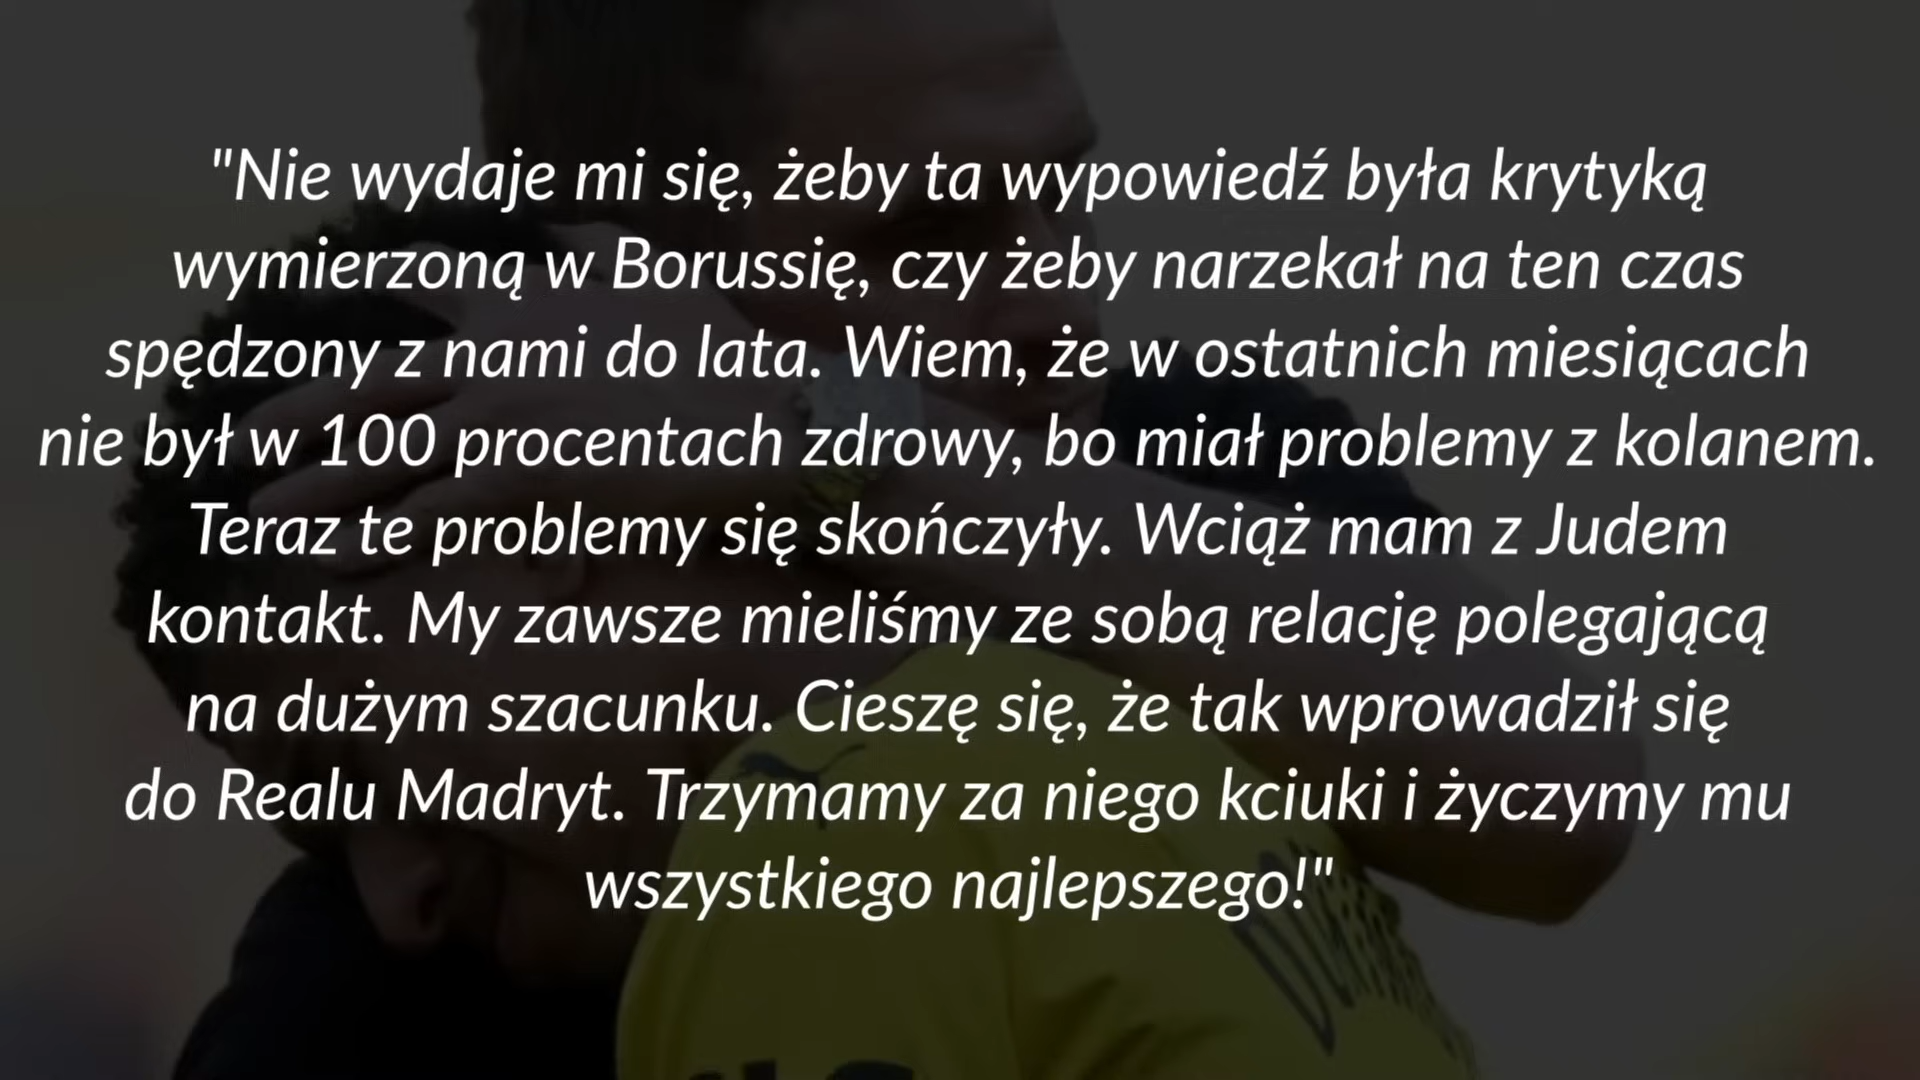 "Nie wydaje mi się, żeby ta wypowiedź była krytyką
wymierzoną w Borussię, czy żeby narzekał na ten czas
spędzony z nami do lata. Wiem, że w ostatnich miesiącach
nie był w 100 procentach zdrowy, bo miał problemy z kolanem.
Teraz te problemy się skończyły. Wciąż mam z Judem
kontakt. My zawsze mieliśmy ze sobą relację polegającą
na dużym szacunku. Cieszę się, że tak wprowadził się
do Realu Madryt. Trzymamy za niego kciuki i życzymy mu
wszystkiego najlepszego!"